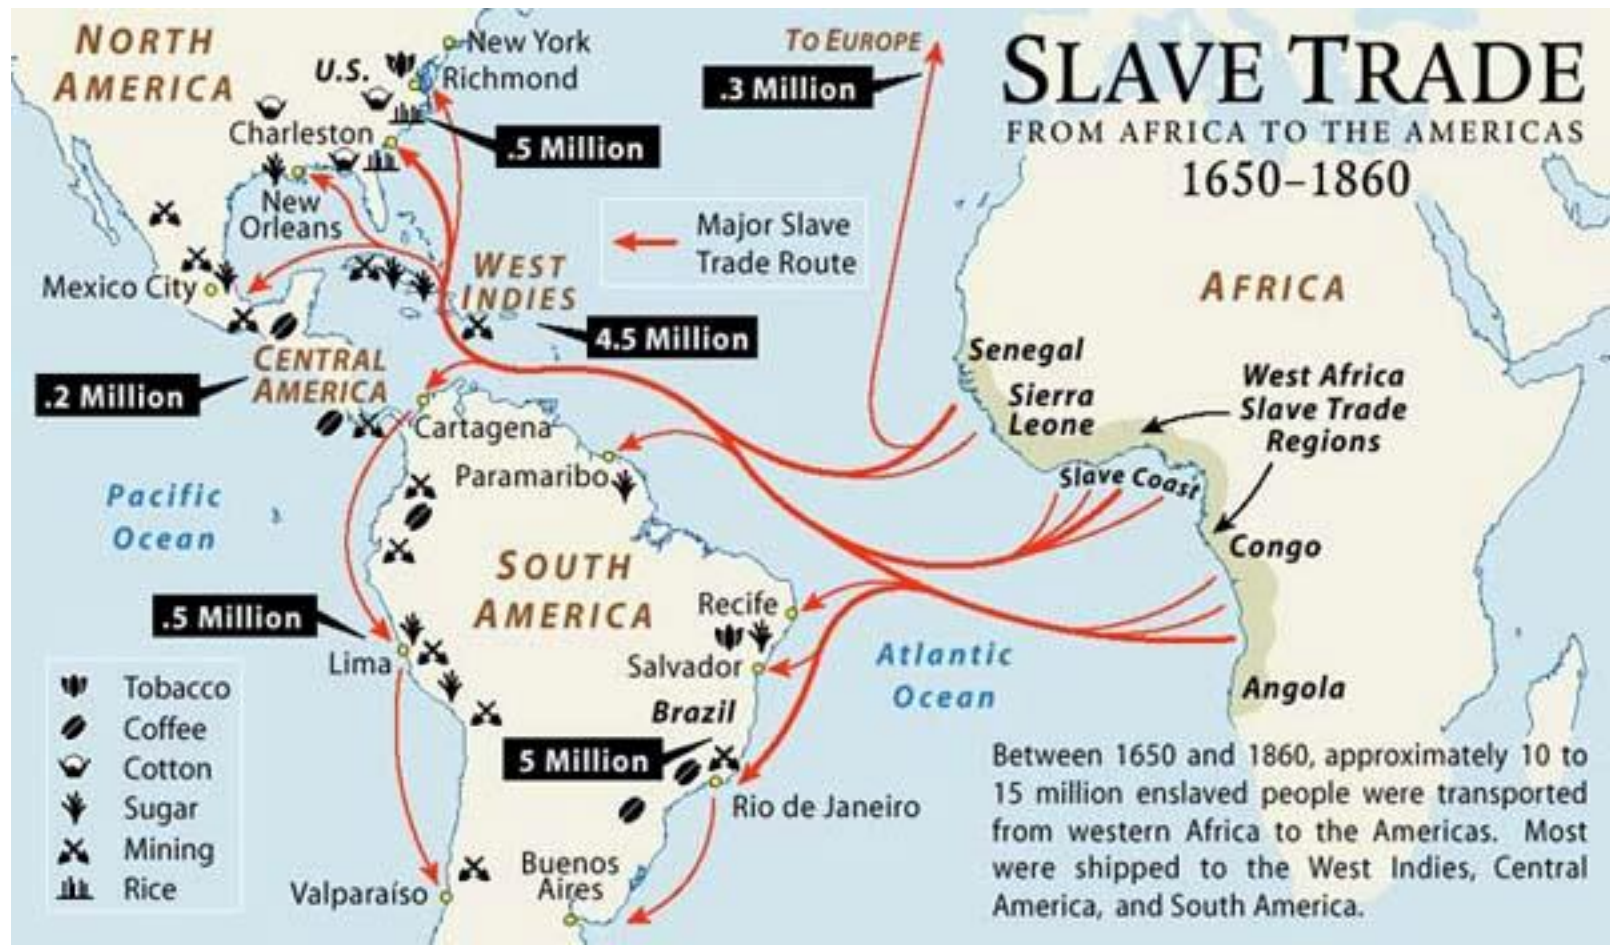 SLAVE TRADE
FROM AFRICA TO THE AMERICAS
1650–1860
NORTH
AMERICA
New York
U.S.
Richmond
.5 Million
Charleston
New
Orleans
Mexico City
WEST
INDIES
4.5 Million
CENTRAL
AMERICA
.2 Million
TO EUROPE
.3 Million
Major Slave
Trade Route
AFRICA
Senegal
Sierra
Leone
West Africa
Slave Trade
Regions
Slave Coast
Congo
Angola
Cartagena
Paramaribo
Pacific
Ocean
SOUTH
AMERICA
Recife
Salvador
Brazil
5 Million
Rio de Janeiro
.5 Million
Lima
Valparaíso
Buenos
Aires
Atlantic
Ocean
Tobacco
Coffee
Cotton
Sugar
Mining
Rice
Between 1650 and 1860, approximately 10 to
15 million enslaved people were transported
from western Africa to the Americas. Most
were shipped to the West Indies, Central
America, and South America.